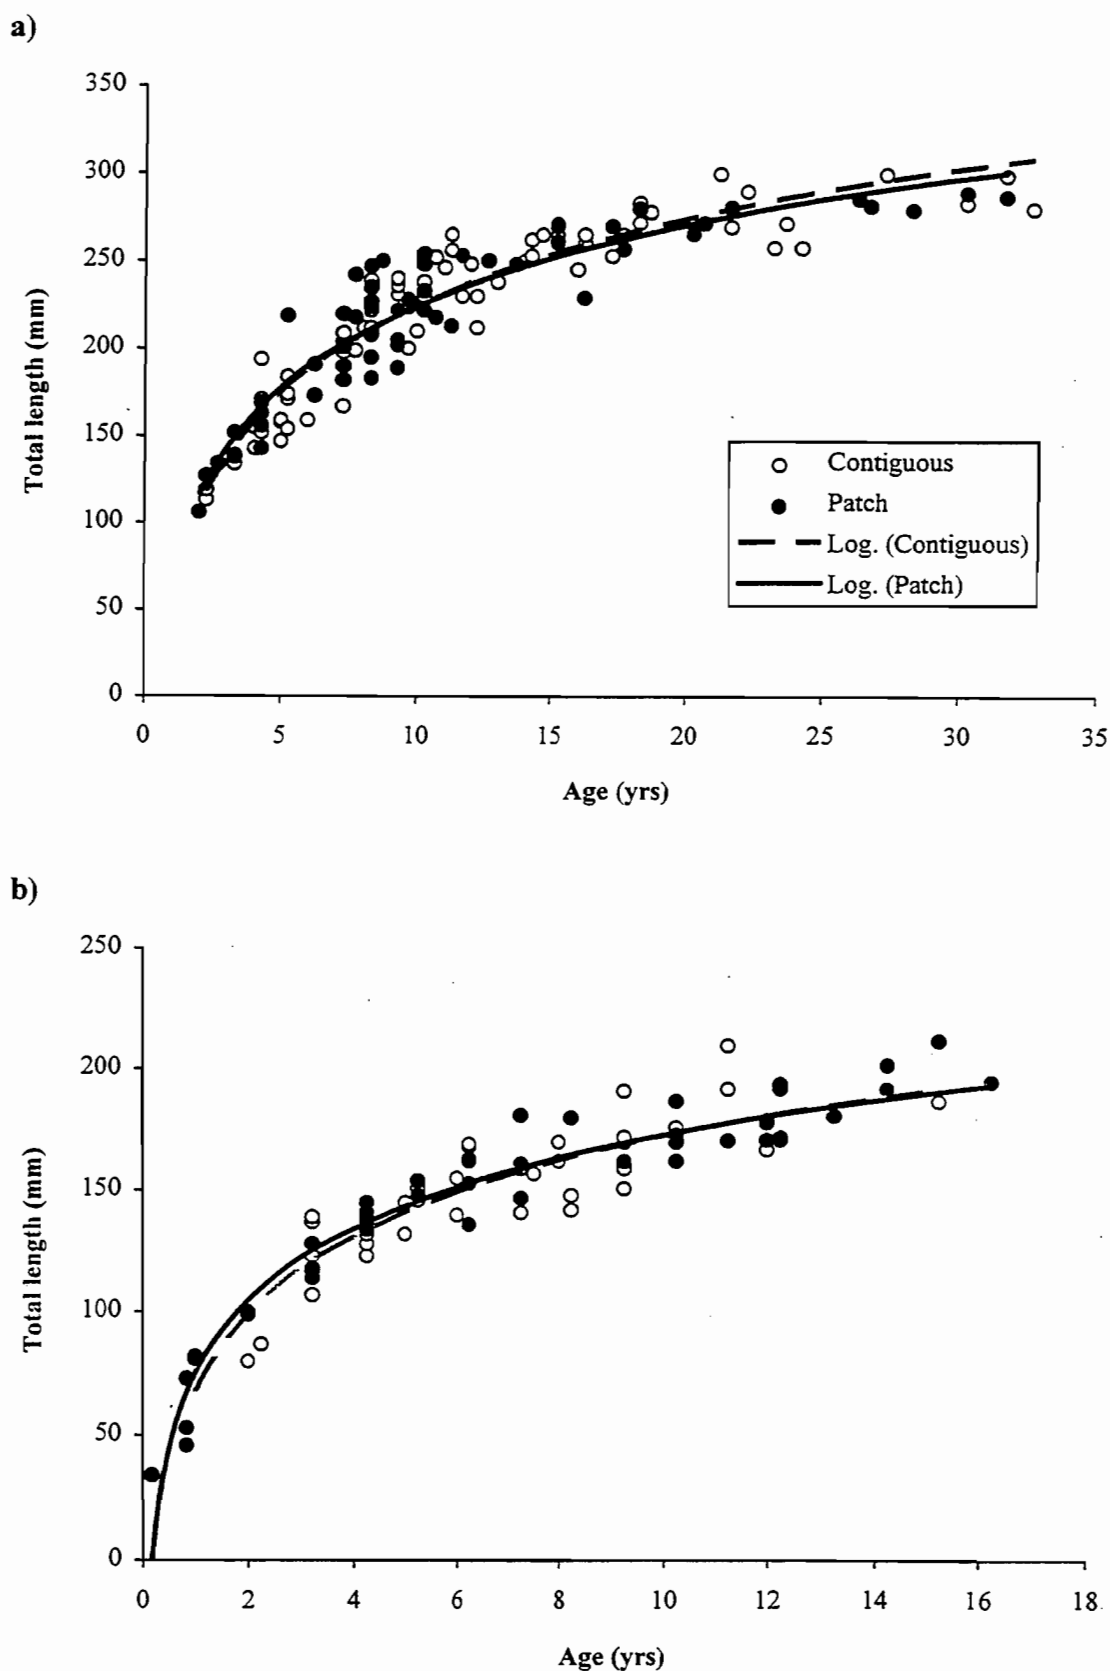 a)
350
300
250
200
150
100
50
0
Total length (mm)
Contiguous
Patch
Log. (Contiguous)
Log. (Patch)
0 5 10 15 20 25 30 35
Age (yrs)
b)
250
200
150
100
50
0
Total length (mm)
0 2 4 6 8 10 12 14 16 18
Age (yrs)